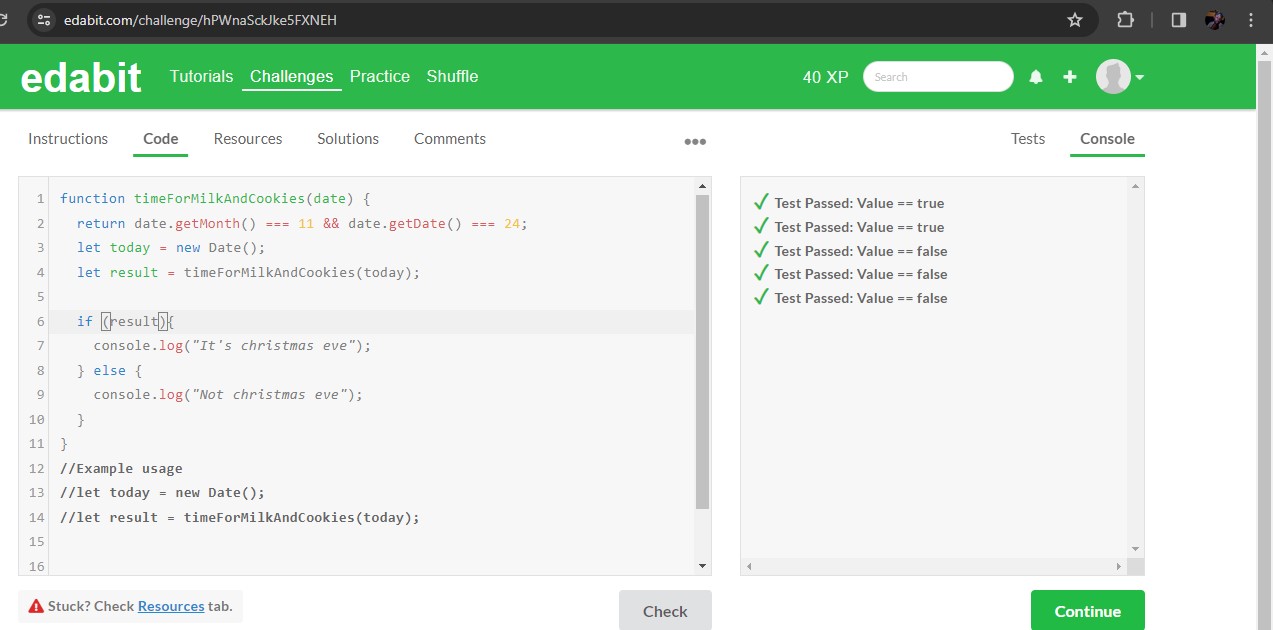 edabit.com/challenge/hPWnaSckJke5FXNEH
edabit Tutorials Challenges Practice Shuffle 40 XP Search
Instructions Code Resources Solutions Comments ••• Tests Console
1 function timeForMilkAndCookies(date) {
2 return date.getMonth() === 11 && date.getDate() === 24;
3 let today = new Date();
4 let result = timeForMilkAndCookies(today);
5
6 if (result){
7 console.log("It's christmas eve");
8 } else {
9 console.log("Not christmas eve");
10 }
11 }
12 //Example usage
13 //let today = new Date();
14 //let result = timeForMilkAndCookies(today);
15
16
Test Passed: Value == true
Test Passed: Value == true
Test Passed: Value == false
Test Passed: Value == false
Test Passed: Value == false
Stuck? Check Resources tab.
Check
Continue